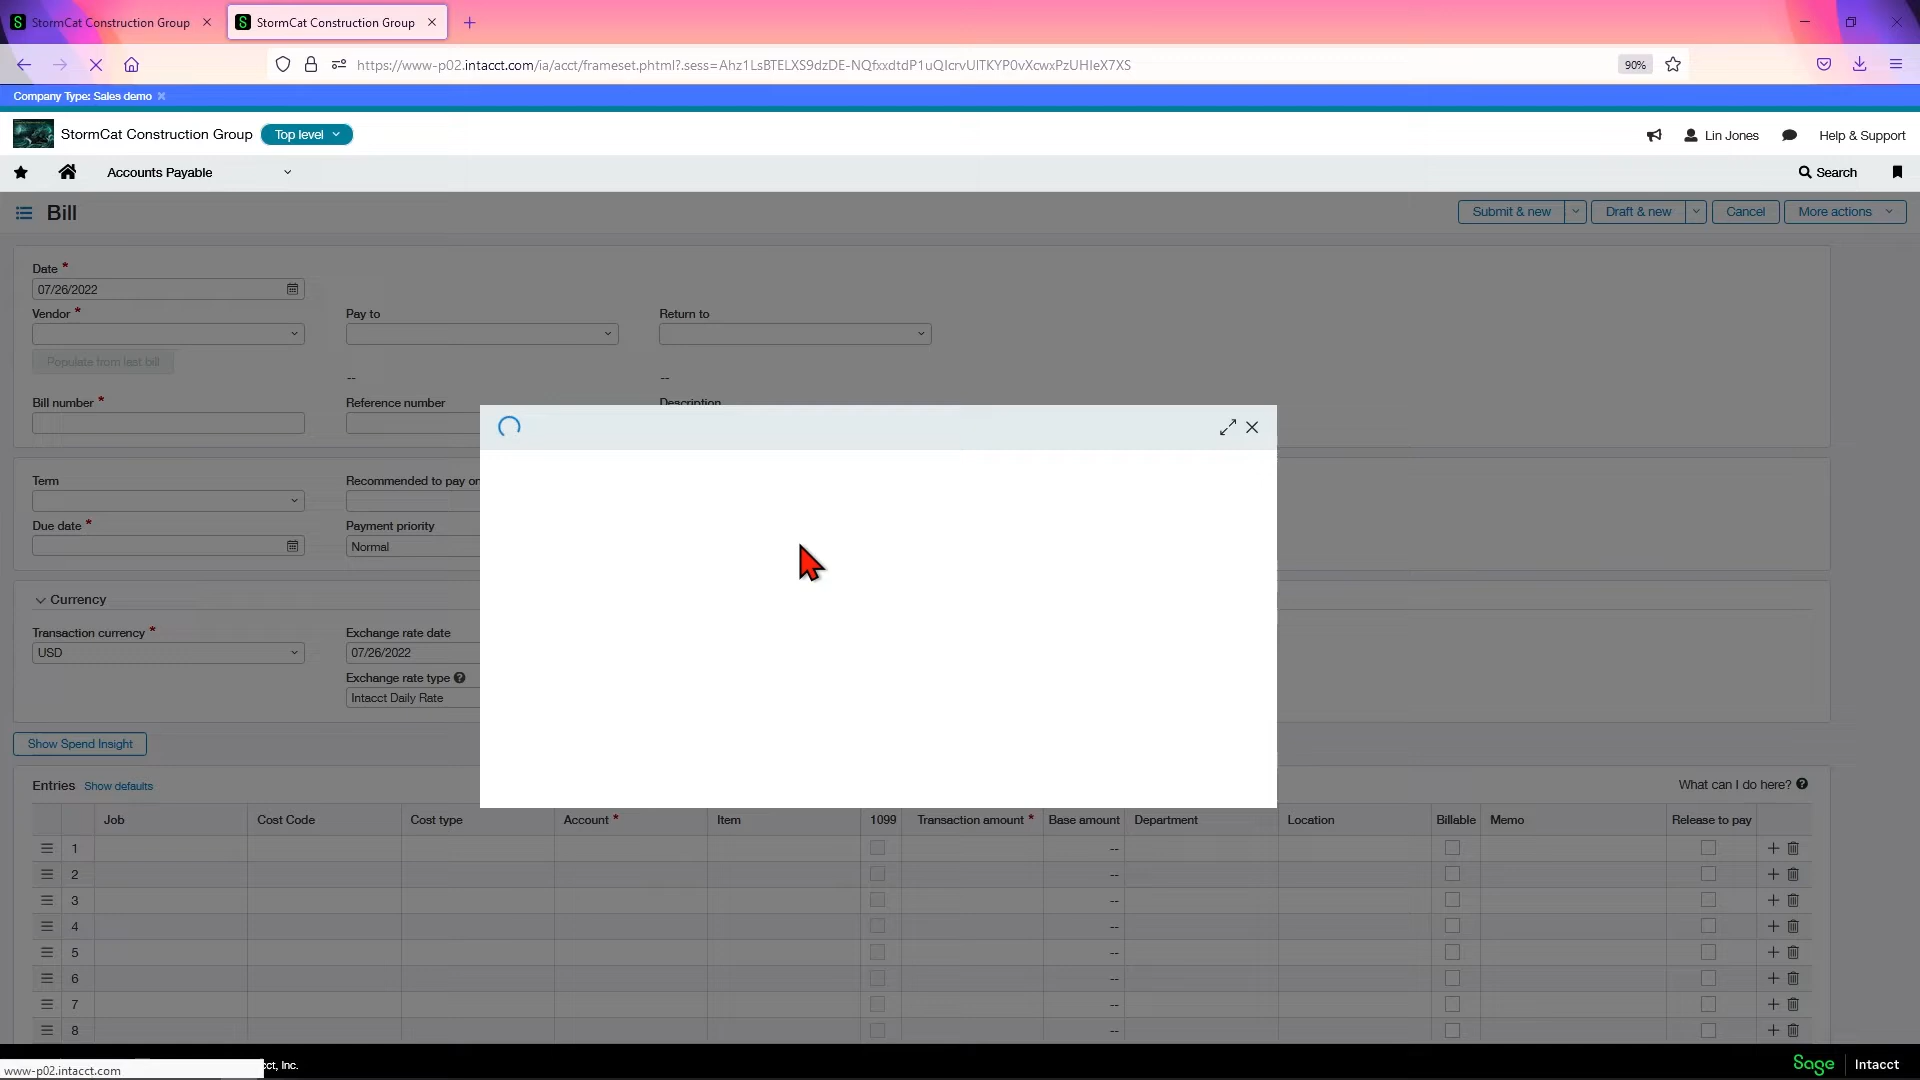 StormCat Construction Group
StormCat Construction Group
https://www-p02.intacct.com/ia/acct/frameset.phtml?.sess=Ahz1LsBTELXS9dzDE-NQfxxdtdP1uQIcrvUlTKYP0vXcwxPzUHIeX7XS
90%
Company Type: Sales demo
StormCat Construction Group
Top level
Lin Jones
Help & Support
Accounts Payable
Search
Bill
Submit & new
Draft & new
Cancel
More actions
Date *
07/26/2022
Vendor *
Pay to
Return to
Populate from last bill
--
--
Bill number *
Reference number
Description
Term
Recommended to pay on
Due date *
Payment priority
Normal
Currency
Transaction currency *
Exchange rate date
USD
07/26/2022
Exchange rate type
Intacct Daily Rate
Show Spend Insight
Entries Show defaults
What can I do here?
Job Cost Code Cost type Account * Item 1099 Transaction amount * Base amount Department Location Billable Memo Release to pay
1 --
2 --
3 --
4 --
5 --
6 --
7 --
8 --
www-p02.intacct.com
ct, Inc.
Sage Intacct